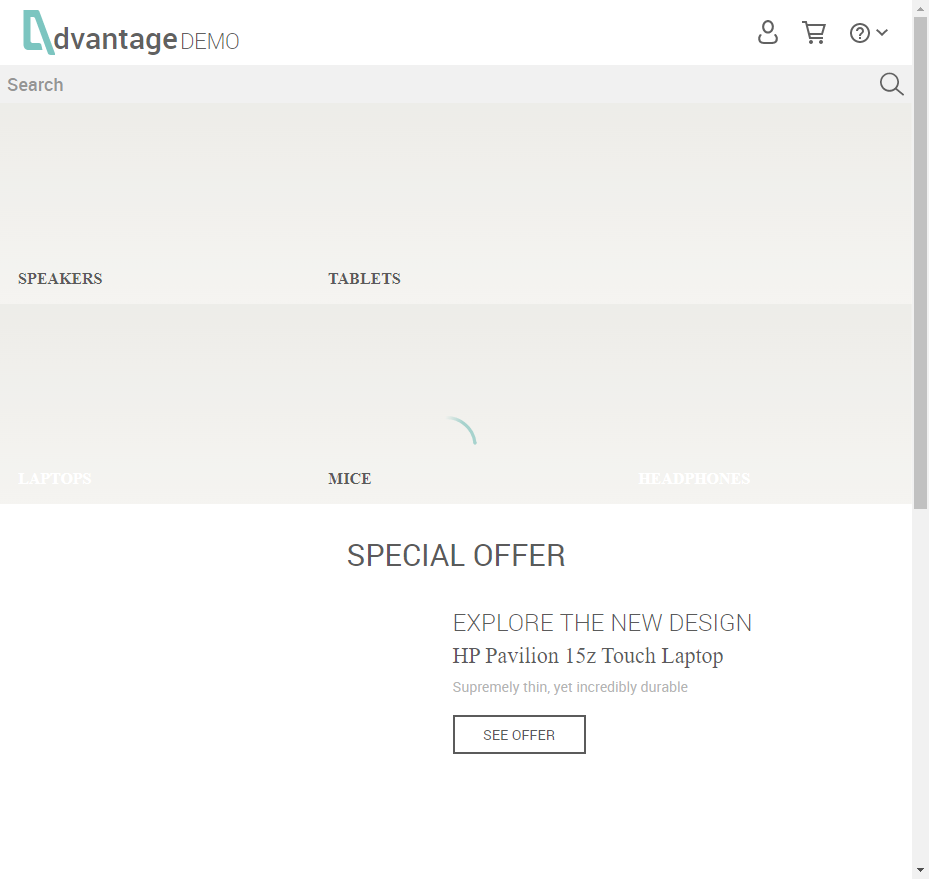 dvantage DEMO
Search
SPEAKERS TABLETS
LAPTOPS MICE HEADPHONES
SPECIAL OFFER
EXPLORE THE NEW DESIGN
HP Pavilion 15z Touch Laptop
Supremely thin, yet incredibly durable
SEE OFFER